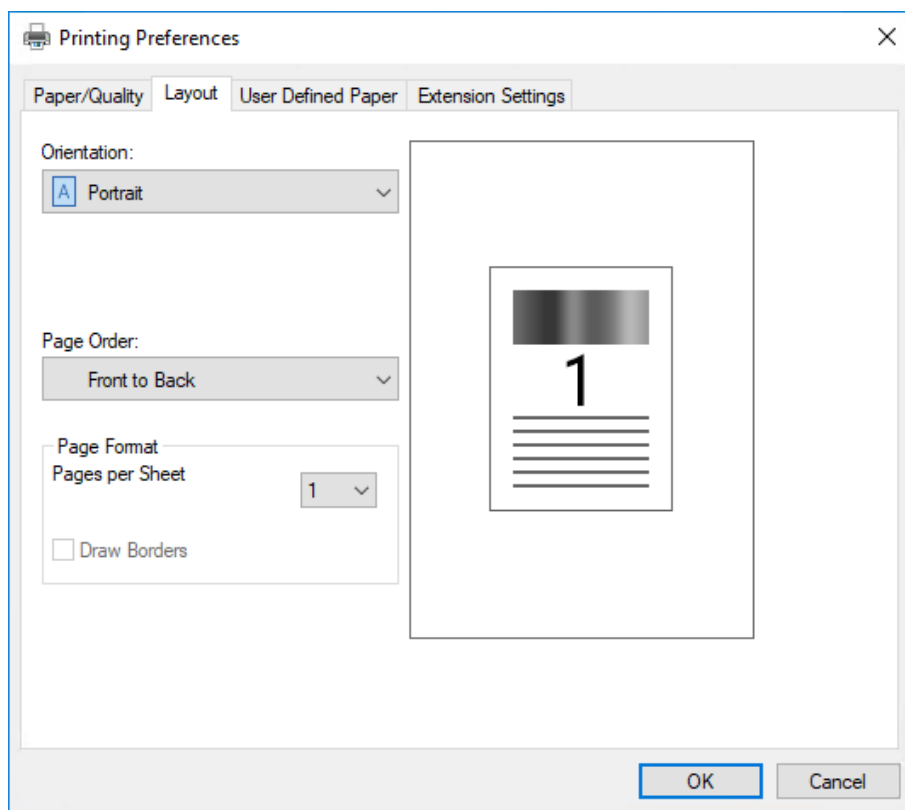 Printing Preferences
Paper/Quality Layout User Defined Paper Extension Settings
Orientation:
A Portrait
Page Order:
Front to Back
Page Format
Pages per Sheet
1
Draw Borders
1
OK Cancel